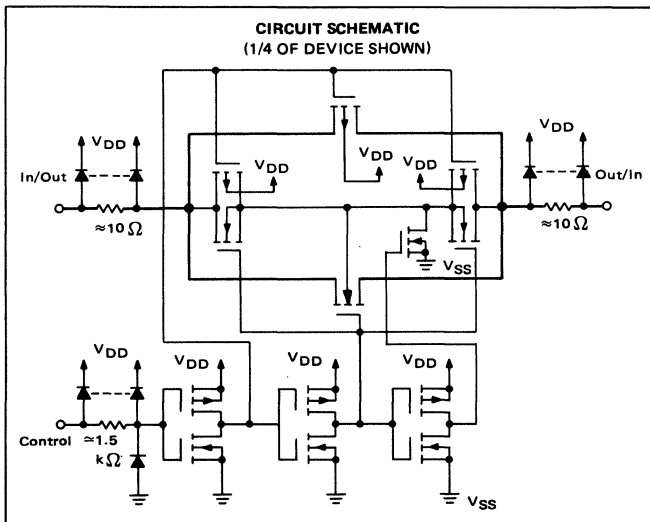 CIRCUIT SCHEMATIC
(1/4 OF DEVICE SHOWN)
VDD
VDD
In/Out
VDD
VDD
VDD
Out/In
≈10 Ω
≈10 Ω
VSS
VDD
VDD
VDD
VDD
Control
≃1.5
kΩ
VSS